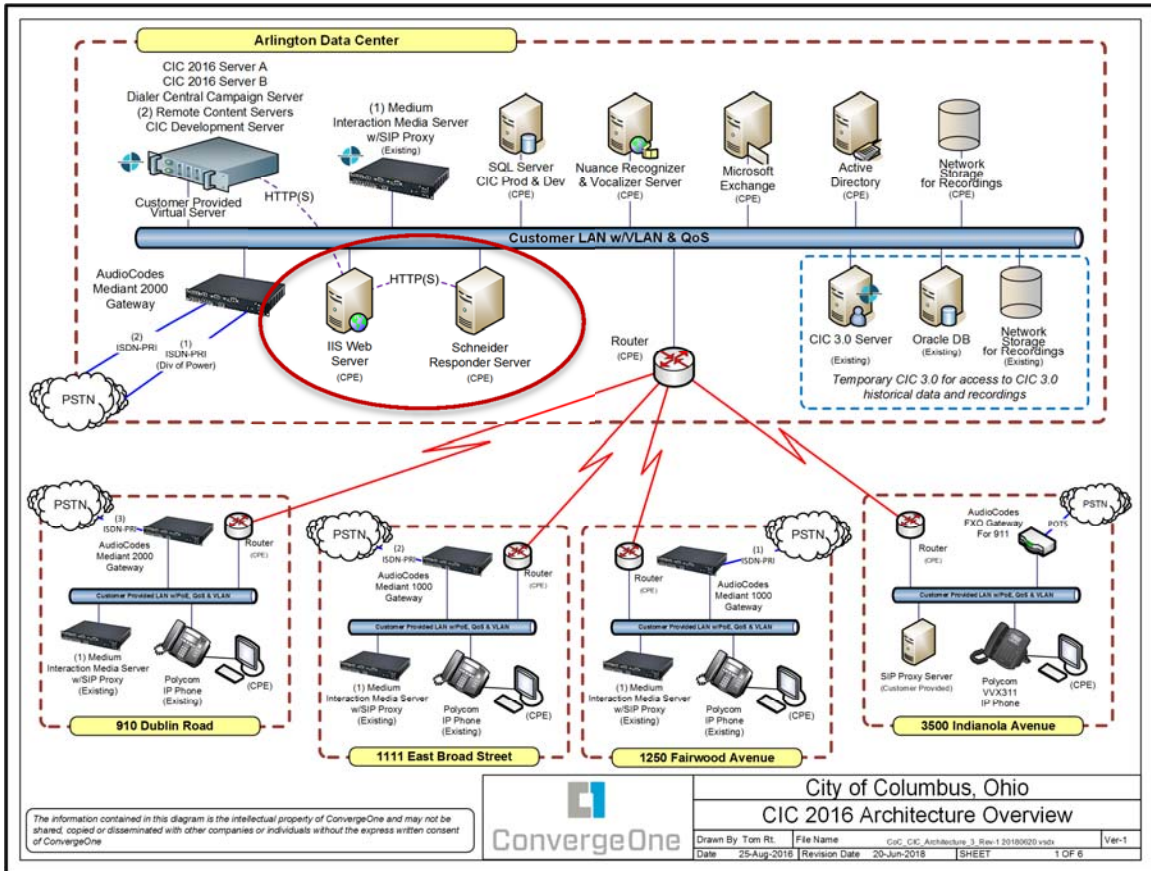 Arlington Data Center
CIC 2016 Server A
CIC 2016 Server B
Dialer Central Campaign Server
(2) Remote Content Servers
CIC Development Server
Customer Provided
Virtual Server
HTTP(S)
(1) Medium
Interaction Media Server
w/SIP Proxy
(Existing)
SQL Server
CIC Prod & Dev
(CPE)
Nuance Recognizer
& Vocalizer Server
(CPE)
Microsoft
Exchange
(CPE)
Active
Directory
(CPE)
Network
Storage
for Recordings
(CPE)
Customer LAN w/VLAN & QoS
AudioCodes
Mediant 2000
Gateway
(2)
ISDN-PRI
(1)
ISDN-PRI
(Div of Power)
PSTN
IIS Web
Server
(CPE)
HTTP(S)
Schneider
Responder Server
(CPE)
Router
(CPE)
CIC 3.0 Server
(Existing)
Oracle DB
(Existing)
Network
Storage
for Recordings
(Existing)
Temporary CIC 3.0 for access to CIC 3.0
historical data and recordings
PSTN
(3)
ISDN-PRI
AudioCodes
Mediant 2000
Gateway
Router
(CPE)
Customer Provided LAN w/PoE, QoS & VLAN
(1) Medium
Interaction Media Server
w/SIP Proxy
(Existing)
Polycom
IP Phone
(Existing)
(CPE)
910 Dublin Road
PSTN
(2)
ISDN-PRI
AudioCodes
Mediant 1000
Gateway
Router
(CPE)
Customer Provided LAN w/PoE, QoS & VLAN
(1) Medium
Interaction Media Server
w/SIP Proxy
(Existing)
Polycom
IP Phone
(Existing)
(CPE)
1111 East Broad Street
Router
(CPE)
(1)
ISDN-PRI
PSTN
AudioCodes
Mediant 1000
Gateway
Customer Provided LAN w/PoE, QoS & VLAN
(1) Medium
Interaction Media Server
w/SIP Proxy
(Existing)
Polycom
IP Phone
(Existing)
(CPE)
1250 Fairwood Avenue
Router
(CPE)
AudioCodes
FXO Gateway
For 911
POTS
PSTN
Customer Provided LAN w/PoE, QoS & VLAN
SIP Proxy Server
(Customer Provided)
Polycom
VVX311
IP Phone
(CPE)
3500 Indianola Avenue
The information contained in this diagram is the intellectual property of ConvergeOne and may not be
shared, copied or disseminated with other companies or individuals without the express written consent
of ConvergeOne
ConvergeOne
City of Columbus, Ohio
CIC 2016 Architecture Overview
Drawn By Tom Rt. File Name CoC_CIC_Architecture_3_Rev-1 20180620 vsdx Ver-1
Date 25-Aug-2016 Revision Date 20-Jun-2018 SHEET 1 OF 6